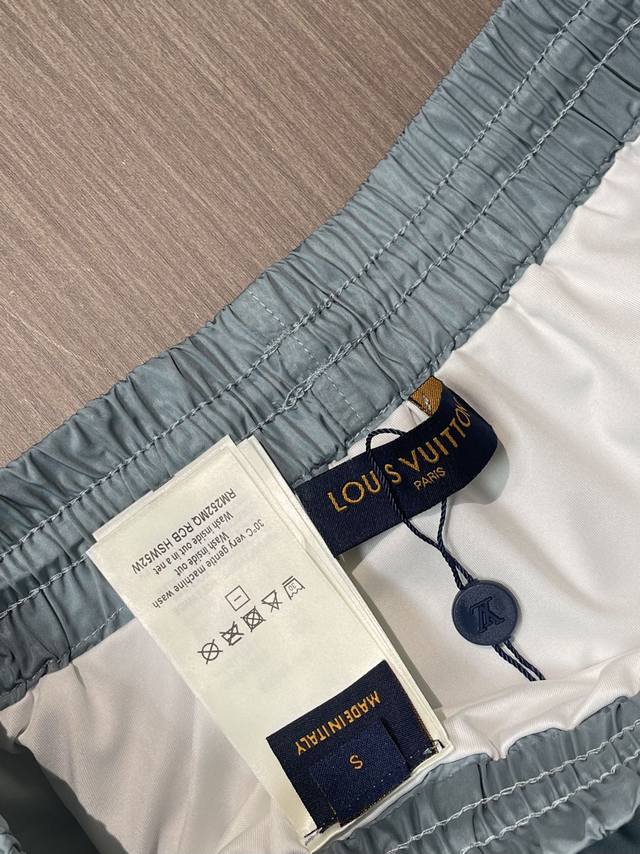 LOUIS VUITTON
PARIS
RM252MQ RCB HSW52W
Wash inside out in a net
Wash inside out
30°C very gentle machine wash
MADE IN ITALY
S